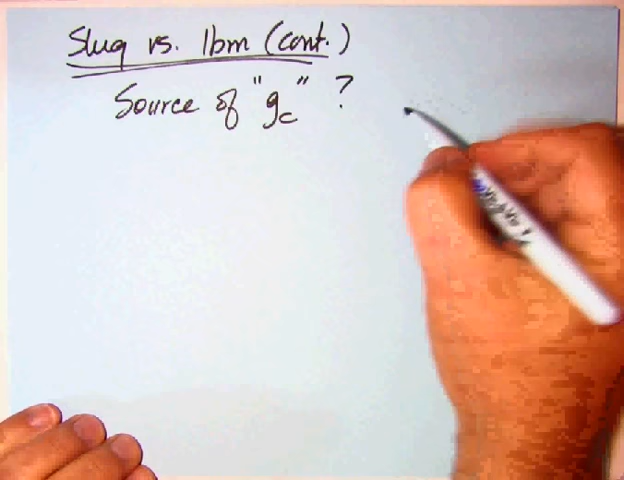 Slug vs. lbm (cont.)
Source of "gc" ?